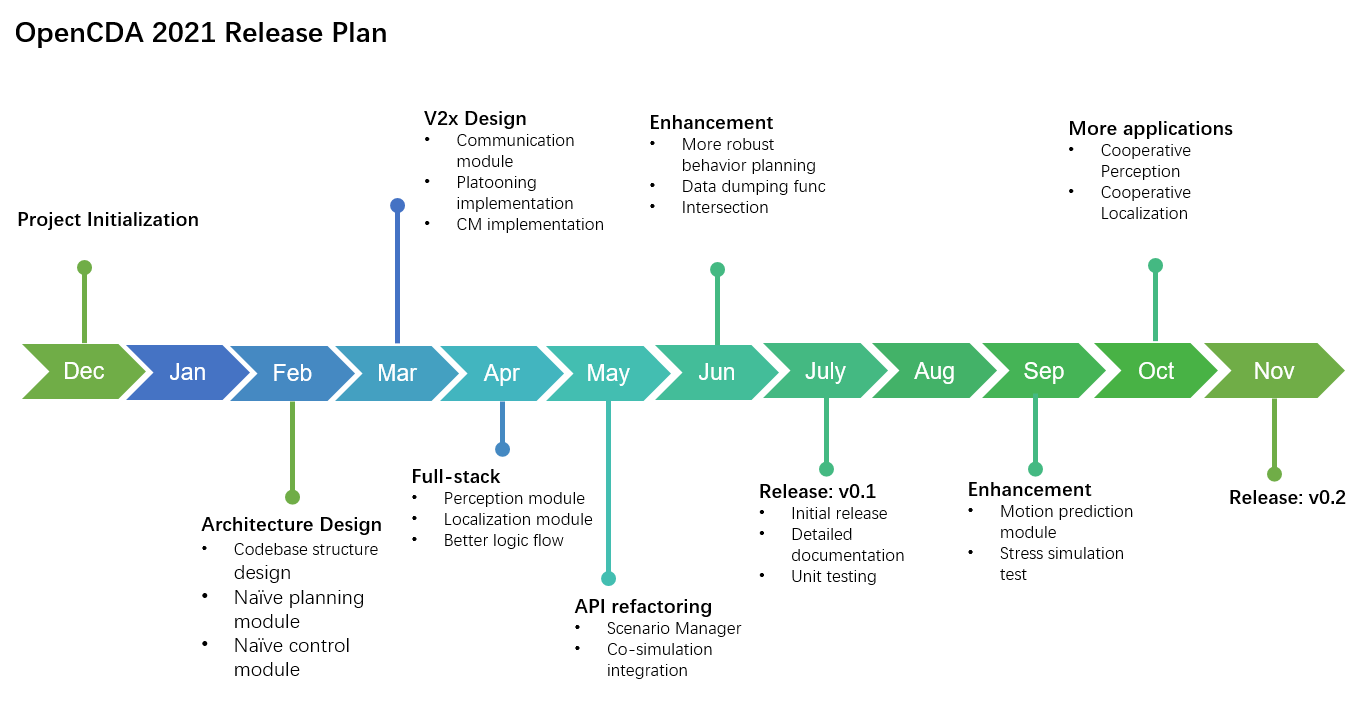 OpenCDA 2021 Release Plan
Project Initialization
V2x Design
• Communication
module
• Platooning
implementation
• CM implementation
Enhancement
• More robust
behavior planning
• Data dumping func
• Intersection
More applications
• Cooperative
Perception
• Cooperative
Localization
Dec
Jan
Feb
Mar
Apr
May
Jun
July
Aug
Sep
Oct
Nov
Architecture Design
• Codebase structure
design
• Naïve planning
module
• Naïve control
module
Full-stack
• Perception module
• Localization module
• Better logic flow
API refactoring
• Scenario Manager
• Co-simulation
integration
Release: v0.1
• Initial release
• Detailed
documentation
• Unit testing
Enhancement
• Motion prediction
module
• Stress simulation
test
Release: v0.2